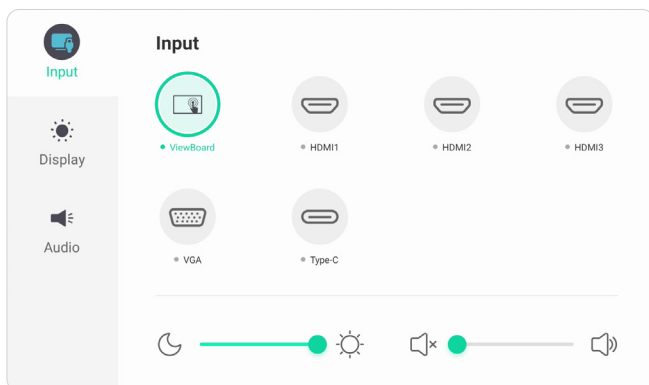 Input
Input
ViewBoard
HDMI1
HDMI2
HDMI3
Display
Audio
VGA
Type-C